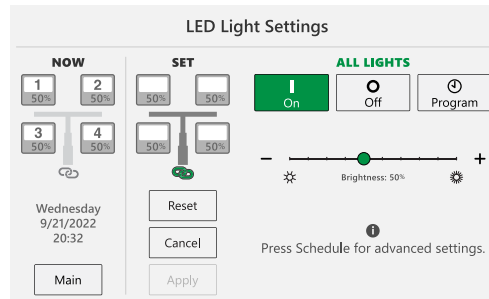 LED Light Settings
NOW
1
50%
2
50%
3
50%
4
50%
Wednesday
9/21/2022
20:32
Main
SET
50%
50%
50%
50%
Reset
Cancel
Apply
ALL LIGHTS
On
Off
Program
Brightness: 50%
Press Schedule for advanced settings.